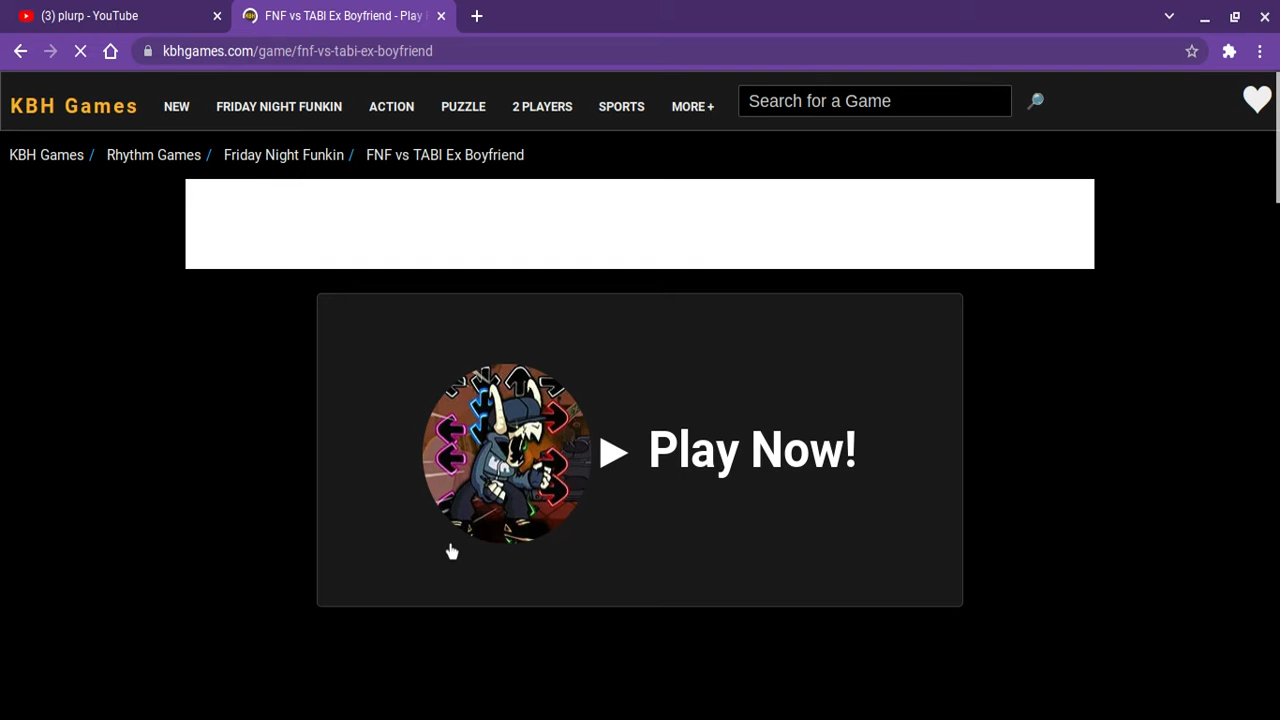 (3) plurp - YouTube
FNF vs TABI Ex Boyfriend - Play
kbhgames.com/game/fnf-vs-tabi-ex-boyfriend
KBH Games NEW FRIDAY NIGHT FUNKIN ACTION PUZZLE 2 PLAYERS SPORTS MORE + Search for a Game
KBH Games / Rhythm Games / Friday Night Funkin / FNF vs TABI Ex Boyfriend
Play Now!